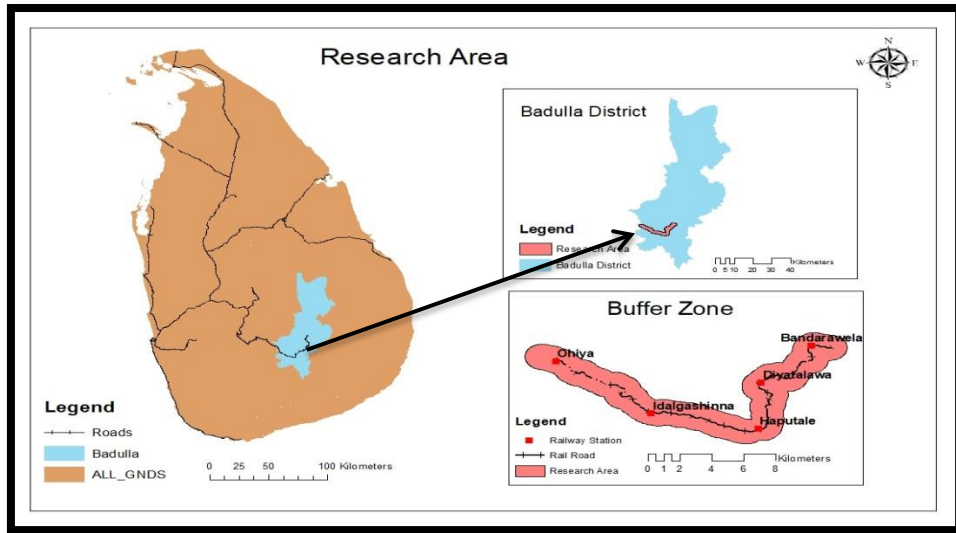 Research Area
N
W E
S
Legend
Roads
Badulla
ALL_GNDS
0 25 50 100 Kilometers
Badulla District
Legend
Research Area
Badulla District
0 5 10 20 30 40
Kilometers
Buffer Zone
Bandarawela
Ohiya
Diyatalawa
Idalgashinna
Haputale
Legend
Railway Station
Rail Road
Research Area
Kilometers
0 1 2 4 6 8